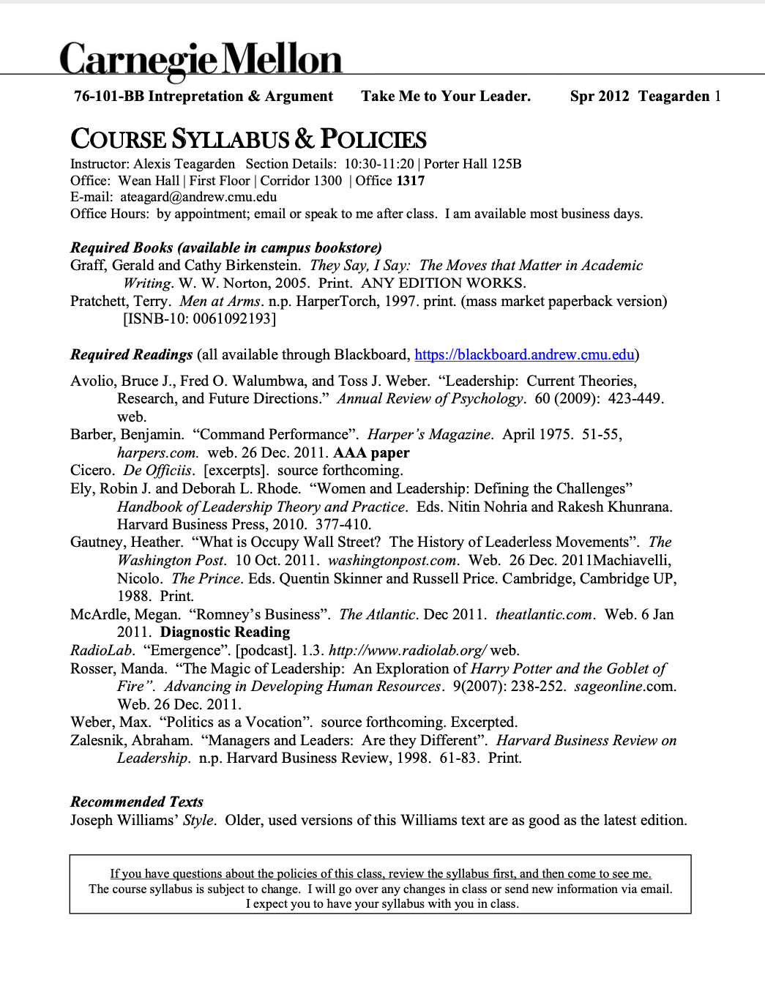 Carnegie Mellon
76-101-BB Intrepretation & Argument Take Me to Your Leader. Spr 2012 Teagarden 1
COURSE SYLLABUS & POLICIES
Instructor: Alexis Teagarden Section Details: 10:30-11:20 | Porter Hall 125B
Office: Wean Hall | First Floor | Corridor 1300 | Office 1317
E-mail: ateagard@andrew.cmu.edu
Office Hours: by appointment; email or speak to me after class. I am available most business days.
Required Books (available in campus bookstore)
Graff, Gerald and Cathy Birkenstein. They Say, I Say: The Moves that Matter in Academic
Writing. W. W. Norton, 2005. Print. ANY EDITION WORKS.
Pratchett, Terry. Men at Arms. n.p. HarperTorch, 1997. print. (mass market paperback version)
[ISNB-10: 0061092193]
Required Readings (all available through Blackboard, https://blackboard.andrew.cmu.edu)
Avolio, Bruce J., Fred O. Walumbwa, and Toss J. Weber. “Leadership: Current Theories,
Research, and Future Directions.” Annual Review of Psychology. 60 (2009): 423-449.
web.
Barber, Benjamin. “Command Performance”. Harper’s Magazine. April 1975. 51-55,
harpers.com. web. 26 Dec. 2011. AAA paper
Cicero. De Officiis. [excerpts]. source forthcoming.
Ely, Robin J. and Deborah L. Rhode. “Women and Leadership: Defining the Challenges”
Handbook of Leadership Theory and Practice. Eds. Nitin Nohria and Rakesh Khunrana.
Harvard Business Press, 2010. 377-410.
Gautney, Heather. “What is Occupy Wall Street? The History of Leaderless Movements”. The
Washington Post. 10 Oct. 2011. washingtonpost.com. Web. 26 Dec. 2011Machiavelli,
Nicolo. The Prince. Eds. Quentin Skinner and Russell Price. Cambridge, Cambridge UP,
1988. Print.
McArdle, Megan. “Romney’s Business”. The Atlantic. Dec 2011. theatlantic.com. Web. 6 Jan
2011. Diagnostic Reading
RadioLab. “Emergence”. [podcast]. 1.3. http://www.radiolab.org/ web.
Rosser, Manda. “The Magic of Leadership: An Exploration of Harry Potter and the Goblet of
Fire”. Advancing in Developing Human Resources. 9(2007): 238-252. sageonline.com.
Web. 26 Dec. 2011.
Weber, Max. “Politics as a Vocation”. source forthcoming. Excerpted.
Zalesnik, Abraham. “Managers and Leaders: Are they Different”. Harvard Business Review on
Leadership. n.p. Harvard Business Review, 1998. 61-83. Print.
Recommended Texts
Joseph Williams’ Style. Older, used versions of this Williams text are as good as the latest edition.
If you have questions about the policies of this class, review the syllabus first, and then come to see me.
The course syllabus is subject to change. I will go over any changes in class or send new information via email.
I expect you to have your syllabus with you in class.